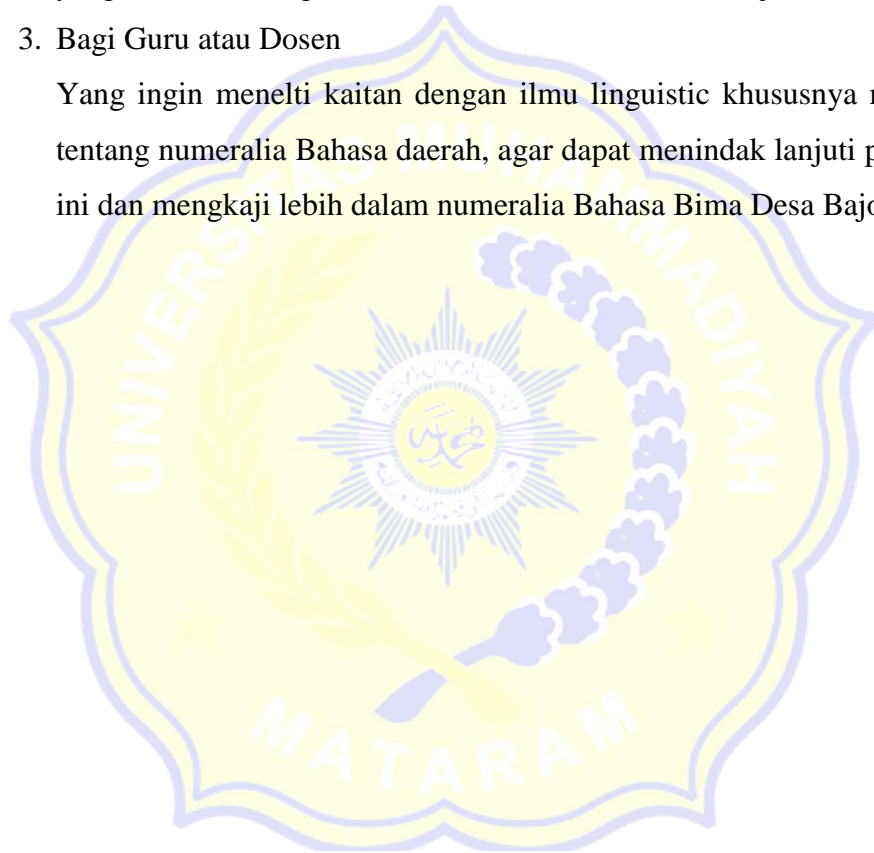 3. Bagi Guru atau Dosen
Yang ingin menelti kaitan dengan ilmu linguistic khususnya
tentang numeralia Bahasa daerah, agar dapat menindak lanjuti
ini dan mengkaji lebih dalam numeralia Bahasa Bima Desa
UNIVERSITAS MUHAMMADIYAH
MATARAM